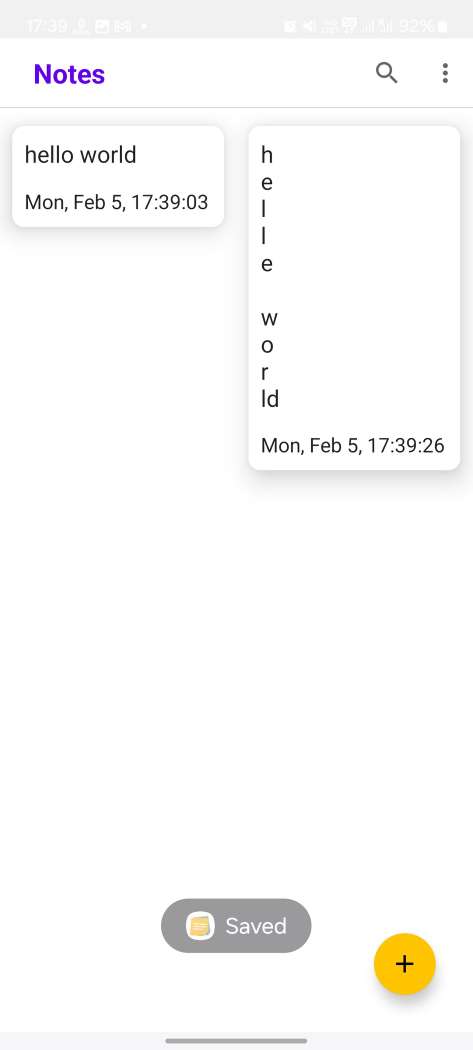 17:39
92%
Notes
hello world
Mon, Feb 5, 17:39:03
h
e
l
l
e
w
o
r
ld
Mon, Feb 5, 17:39:26
Saved
+